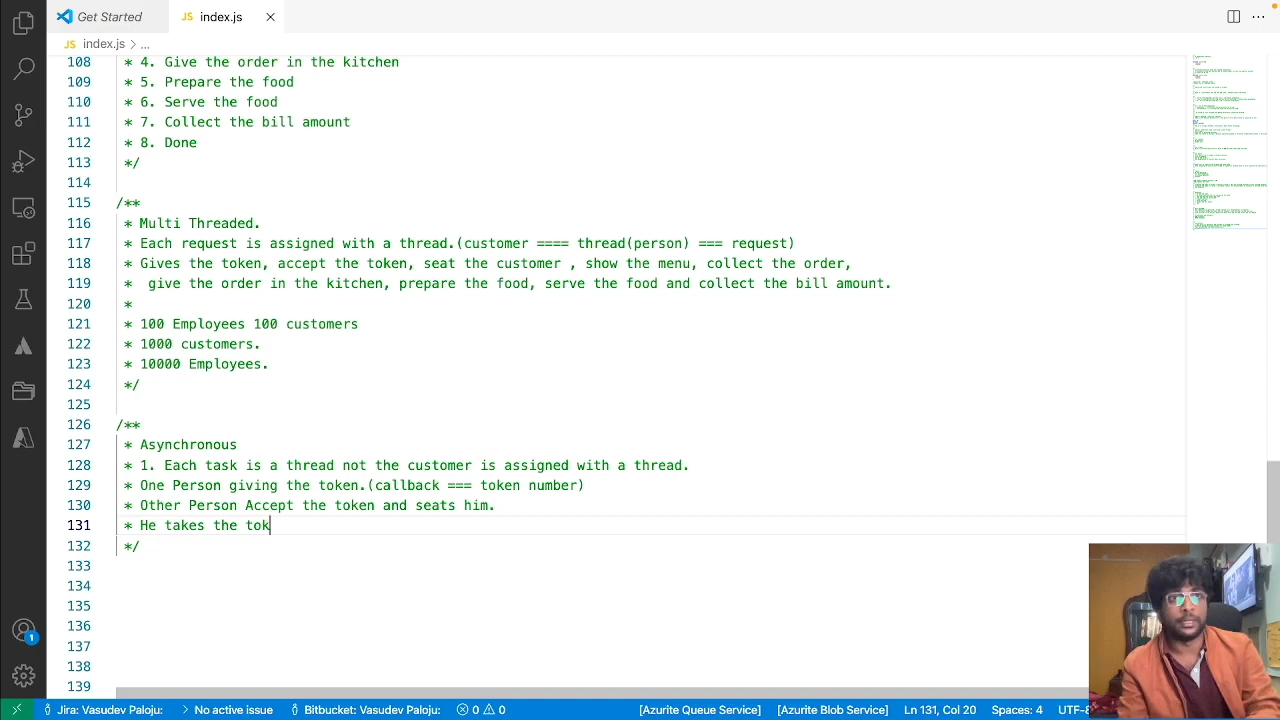 Get Started
JS index.js
JS index.js > ...
108 * 4. Give the order in the kitchen
109 * 5. Prepare the food
110 * 6. Serve the food
111 * 7. Collect the bill amount
112 * 8. Done
113 */
114
115 /**
116 * Multi Threaded.
117 * Each request is assigned with a thread.(customer ==== thread(person) === request)
118 * Gives the token, accept the token, seat the customer , show the menu, collect the order,
119 *  give the order in the kitchen, prepare the food, serve the food and collect the bill amount.
120 *
121 * 100 Employees 100 customers
122 * 1000 customers.
123 * 10000 Employees.
124 */
125
126 /**
127 * Asynchronous
128 * 1. Each task is a thread not the customer is assigned with a thread.
129 * One Person giving the token.(callback === token number)
130 * Other Person Accept the token and seats him.
131 * He takes the tok
132 */
133
134
135
136
137
138
139
1
Jira: Vasudev Paloju: > No active issue Bitbucket: Vasudev Paloju: 0 0 [Azurite Queue Service] [Azurite Blob Service] Ln 131, Col 20 Spaces: 4 UTF-8